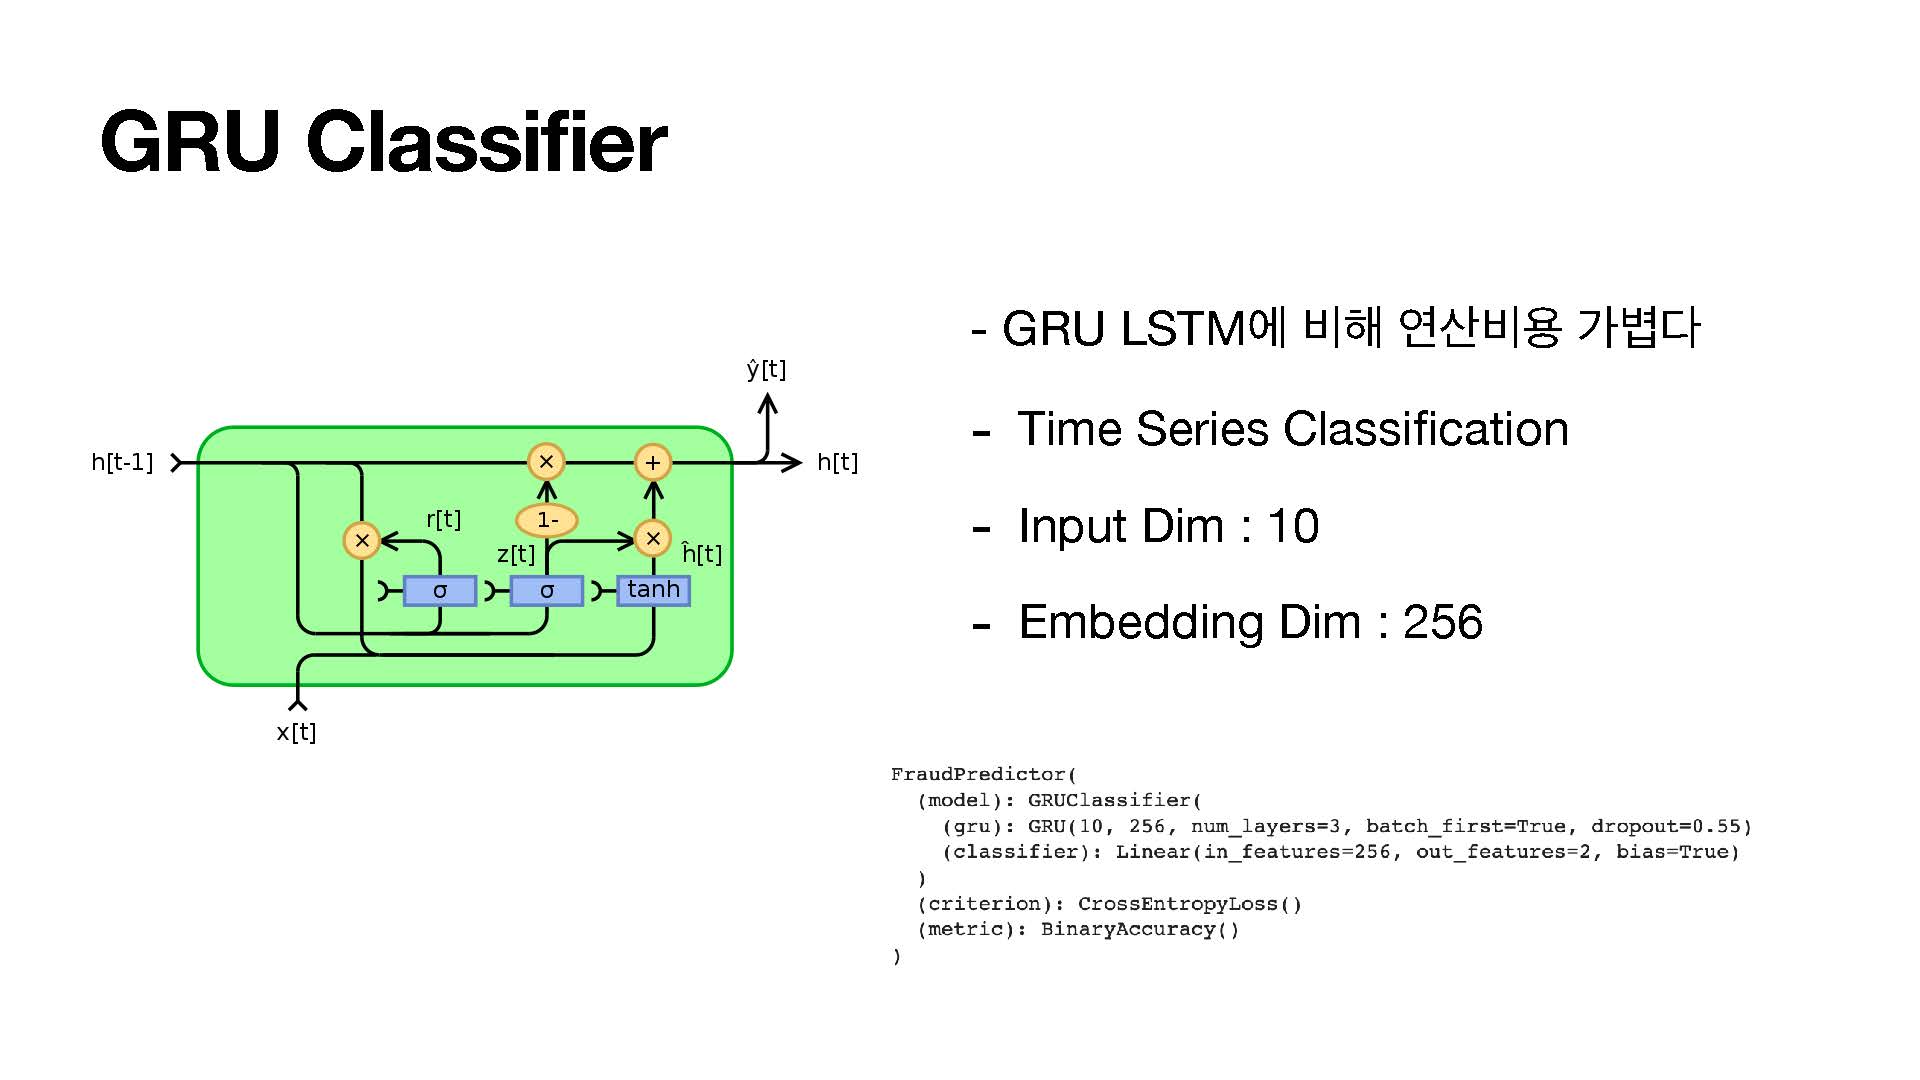 GRU Classifier
- GRU LSTM에 비해 연산비용 가볍다
- Time Series Classification
- Input Dim : 10
- Embedding Dim : 256
ŷ[t]
h[t-1]
h[t]
×
+
1-
r[t]
×
z[t]
×
ĥ[t]
σ
σ
tanh
x[t]
FraudPredictor(
  (model): GRUClassifier(
    (gru): GRU(10, 256, num_layers=3, batch_first=True, dropout=0.55)
    (classifier): Linear(in_features=256, out_features=2, bias=True)
  )
  (criterion): CrossEntropyLoss()
  (metric): BinaryAccuracy()
)